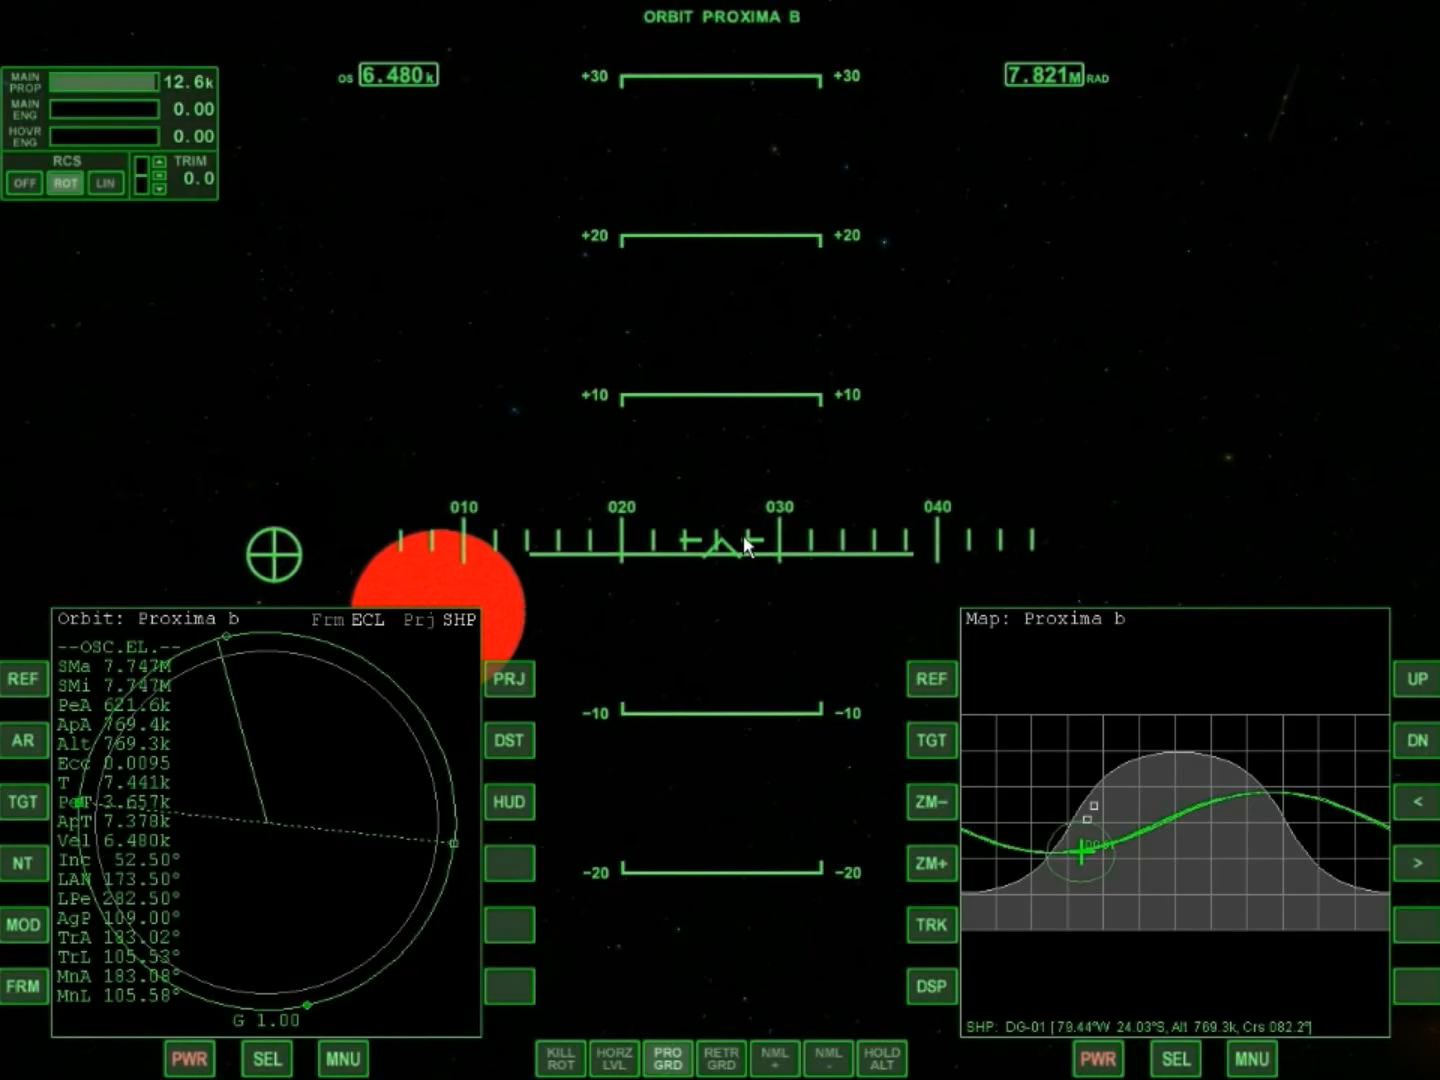 ORBIT PROXIMA B
MAIN PROP 12.6k
MAIN ENG 0.00
HOVR ENG 0.00
RCS TRIM
OFF ROT LIN 0.0
OS 6.480k
7.821M RAD
+30 +30
+20 +20
+10 +10
010 020 030 040
-10 -10
-20 -20
Orbit: Proxima b Frm ECL Prj SHP
--OSC.EL.--
SMa 7.747M
SMi 7.747M
PeA 621.6k
ApA 769.4k
Alt 769.3k
Ecc 0.0095
T 7.441k
PeT 3.657k
ApT 7.378k
Vel 6.480k
Inc 52.50°
LAN 173.50°
LPe 282.50°
AgP 109.00°
TrA 183.02°
TrL 105.53°
MnA 183.08°
MnL 105.58°
G 1.00
REF
AR
TGT
NT
MOD
FRM
PRJ
DST
HUD
PWR SEL MNU
KILL ROT
HORZ LVL
PRO GRD
RETR GRD
NML +
NML -
HOLD ALT
Map: Proxima b
REF
TGT
ZM-
ZM+
TRK
DSP
UP
DN
<
>
SHP: DG-01 [79.44°W 24.03°S, Alt 769.3k, Crs 082.2°]
PWR SEL MNU